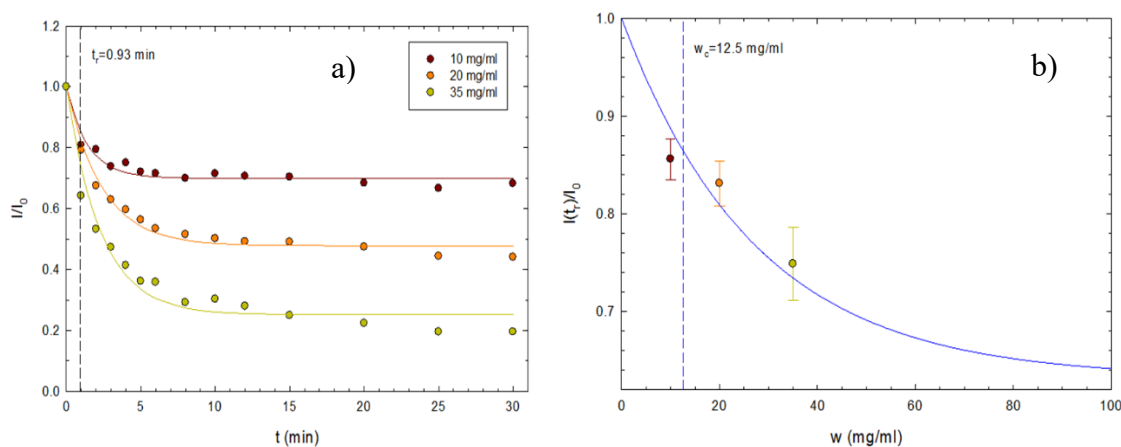 a)
t_r=0.93 min
10 mg/ml
20 mg/ml
35 mg/ml
I/I_0
1.4
1.2
1.0
0.8
0.6
0.4
0.2
0.0
0 5 10 15 20 25 30
t (min)
b)
w_c=12.5 mg/ml
I(t_r)/I_0
1.0
0.9
0.8
0.7
0 20 40 60 80 100
w (mg/ml)